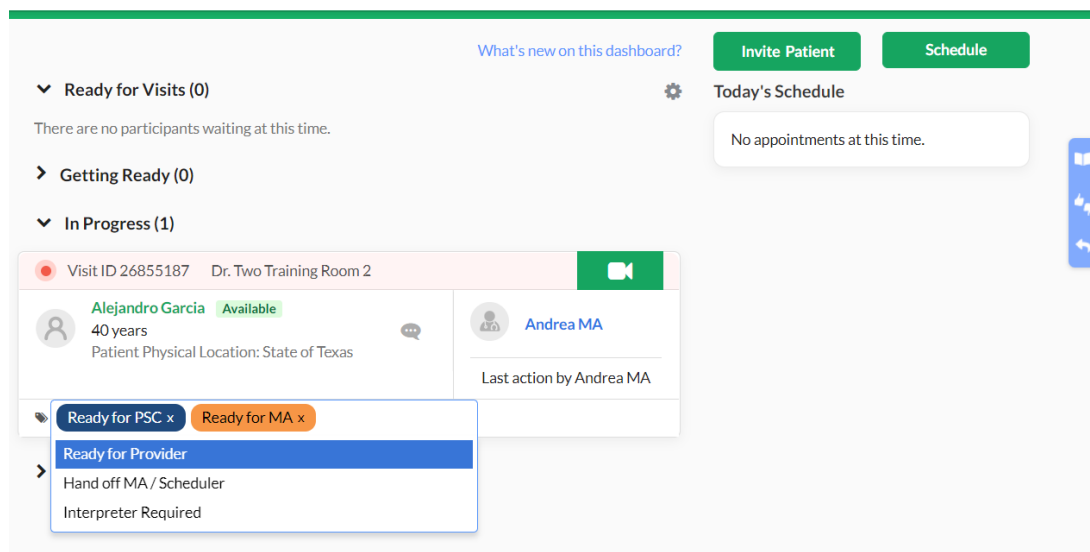 What's new on this dashboard?
Invite Patient
Schedule
Ready for Visits (0)
Today's Schedule
There are no participants waiting at this time.
No appointments at this time.
Getting Ready (0)
In Progress (1)
Visit ID 26855187 Dr. Two Training Room 2
Alejandro Garcia Available
40 years
Patient Physical Location: State of Texas
Andrea MA
Last action by Andrea MA
Ready for PSC x Ready for MA x
Ready for Provider
Hand off MA / Scheduler
Interpreter Required